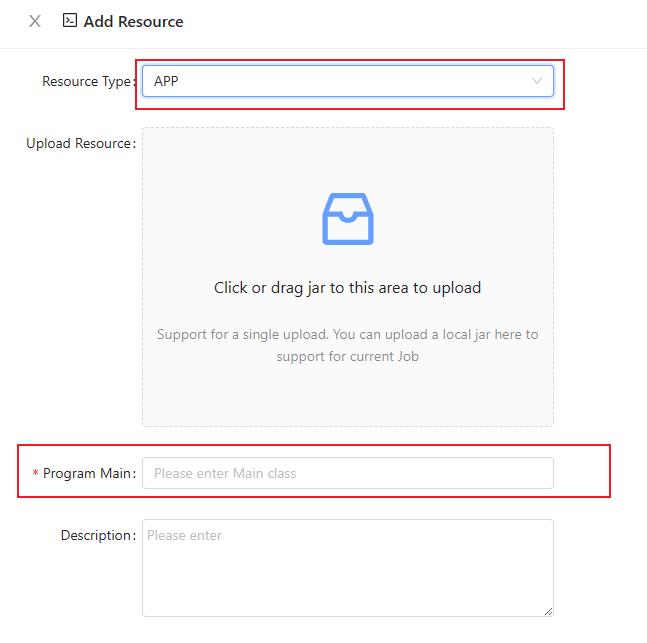 Add Resource
Resource Type: APP
Upload Resource:
Click or drag jar to this area to upload
Support for a single upload. You can upload a local jar here to
support for current Job
* Program Main: Please enter Main class
Description: Please enter